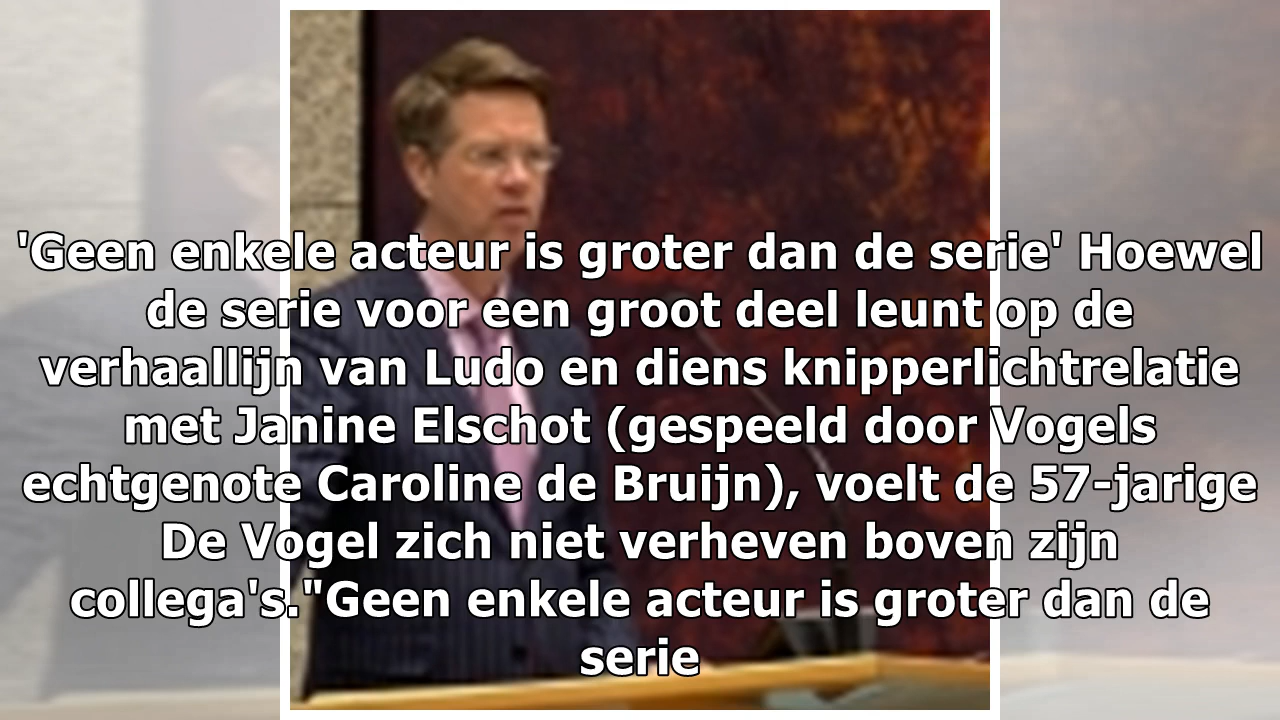 'Geen enkele acteur is groter dan de serie' Hoewel
de serie voor een groot deel leunt op de
verhaallijn van Ludo en diens knipperlichtrelatie
met Janine Elschot (gespeeld door Vogels
echtgenote Caroline de Bruijn), voelt de 57-jarige
De Vogel zich niet verheven boven zijn
collega's."Geen enkele acteur is groter dan de
serie